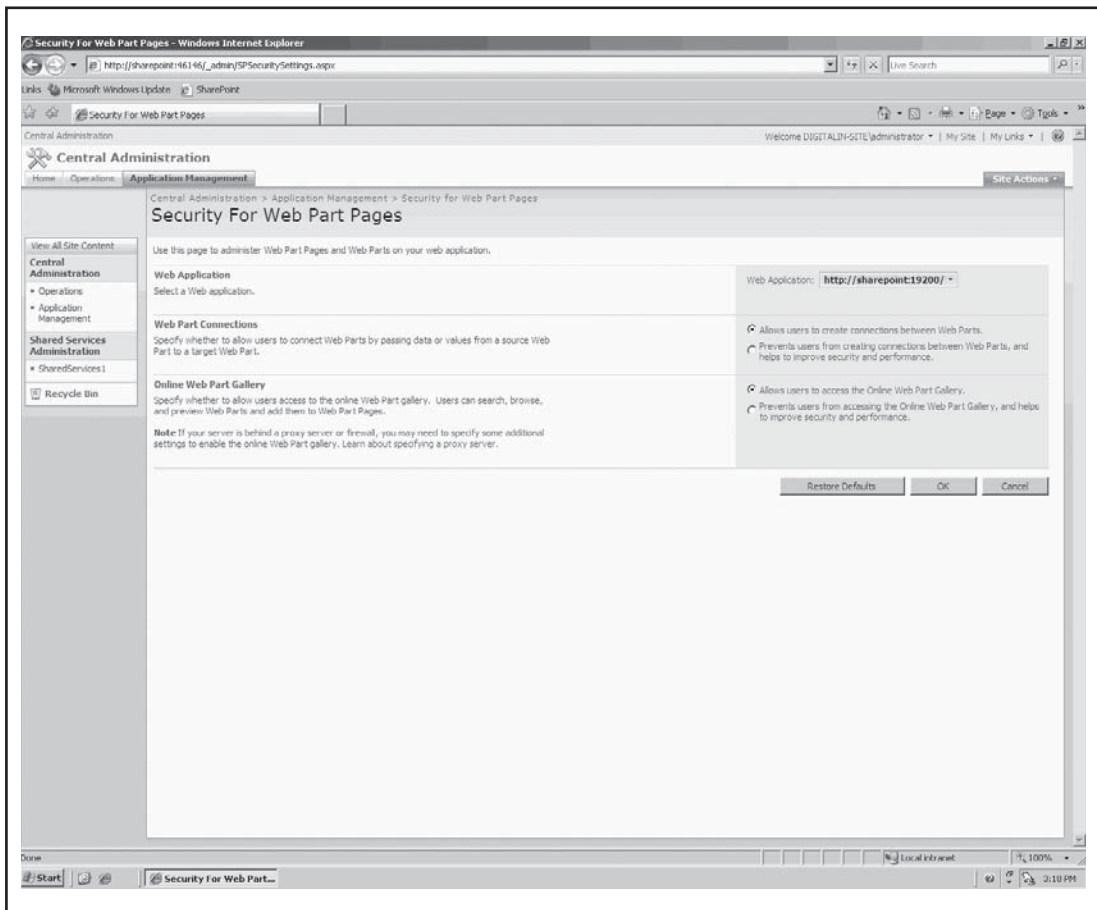 Security For Web Part Pages - Windows Internet Explorer
http://sharepoint:46146/_admin/SPSecuritySettings.aspx
Live Search
Links Microsoft Windows Update SharePoint
Security For Web Part Pages
Page Tools
Central Administration
Welcome DIGITALIN-SITE\administrator | My Site | My Links |
Central Administration
Home Operations Application Management
Site Actions
Central Administration > Application Management > Security for Web Part Pages
Security For Web Part Pages
View All Site Content
Central
Administration
Operations
Application
Management
Shared Services
Administration
SharedServices1
Recycle Bin
Use this page to administer Web Part Pages and Web Parts on your web application.
Web Application
Select a Web application.
Web Application: http://sharepoint:19200/
Web Part Connections
Specify whether to allow users to connect Web Parts by passing data or values from a source Web
Part to a target Web Part.
Allows users to create connections between Web Parts.
Prevents users from creating connections between Web Parts, and
helps to improve security and performance.
Online Web Part Gallery
Specify whether to allow users access to the online Web Part gallery. Users can search, browse,
and preview Web Parts and add them to Web Part Pages.
Note If your server is behind a proxy server or firewall, you may need to specify some additional
settings to enable the online Web Part gallery. Learn about specifying a proxy server.
Allows users to access the Online Web Part Gallery.
Prevents users from accessing the Online Web Part Gallery, and helps
to improve security and performance.
Restore Defaults OK Cancel
Done
Local intranet
100%
Start
Security For Web Part...
3:18 PM